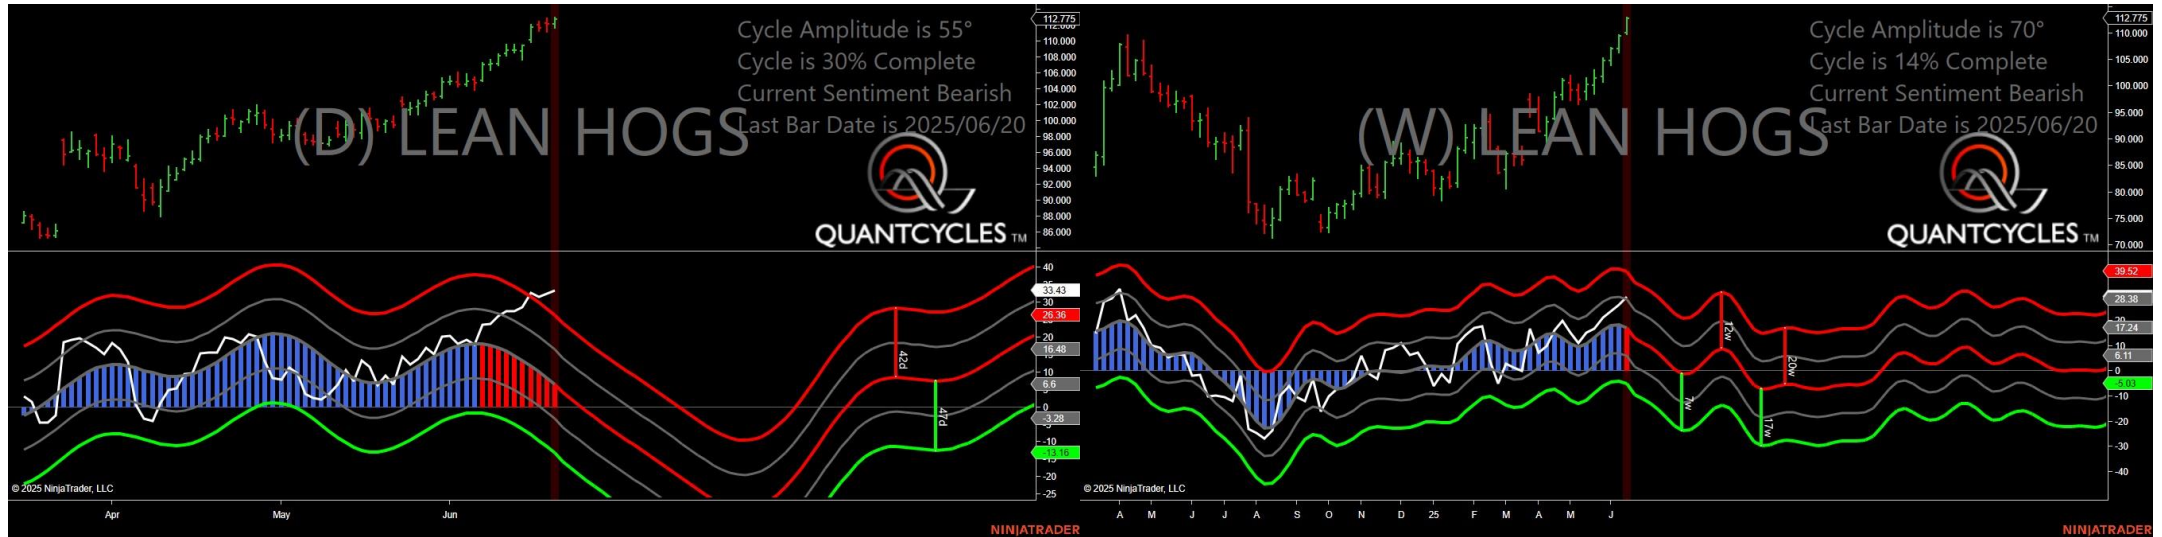 Cycle Amplitude is 55°
Cycle is 30% Complete
Current Sentiment Bearish
Last Bar Date is 2025/06/20
(D) LEAN HOGS
QUANTCYCLES TM
112.775
110.000
108.000
106.000
104.000
102.000
100.000
98.000
96.000
94.000
92.000
90.000
88.000
86.000
40
33.43
30
26.36
20
16.48
10
6.6
0
-3.28
-10
-13.16
-20
-25
42d
47d
© 2025 NinjaTrader, LLC
Apr May Jun
NINJATRADER
Cycle Amplitude is 70°
Cycle is 14% Complete
Current Sentiment Bearish
Last Bar Date is 2025/06/20
(W) LEAN HOGS
QUANTCYCLES TM
112.775
110.000
105.000
100.000
95.000
90.000
85.000
80.000
75.000
70.000
39.52
28.38
20
17.24
10
6.11
0
-5.03
-10
-20
-30
-40
12w
20w
7w
17w
© 2025 NinjaTrader, LLC
A M J J A S O N D 25 F M A M J
NINJATRADER